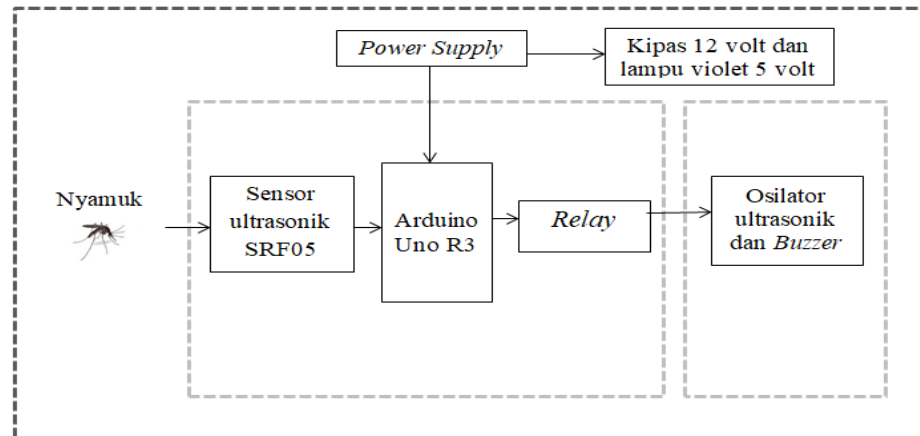 Power Supply
Kipas 12 volt dan
lampu violet 5 volt
Nyamuk
Sensor
ultrasonik
SRF05
Arduino
Uno R3
Relay
Osilator
ultrasonik
dan Buzzer